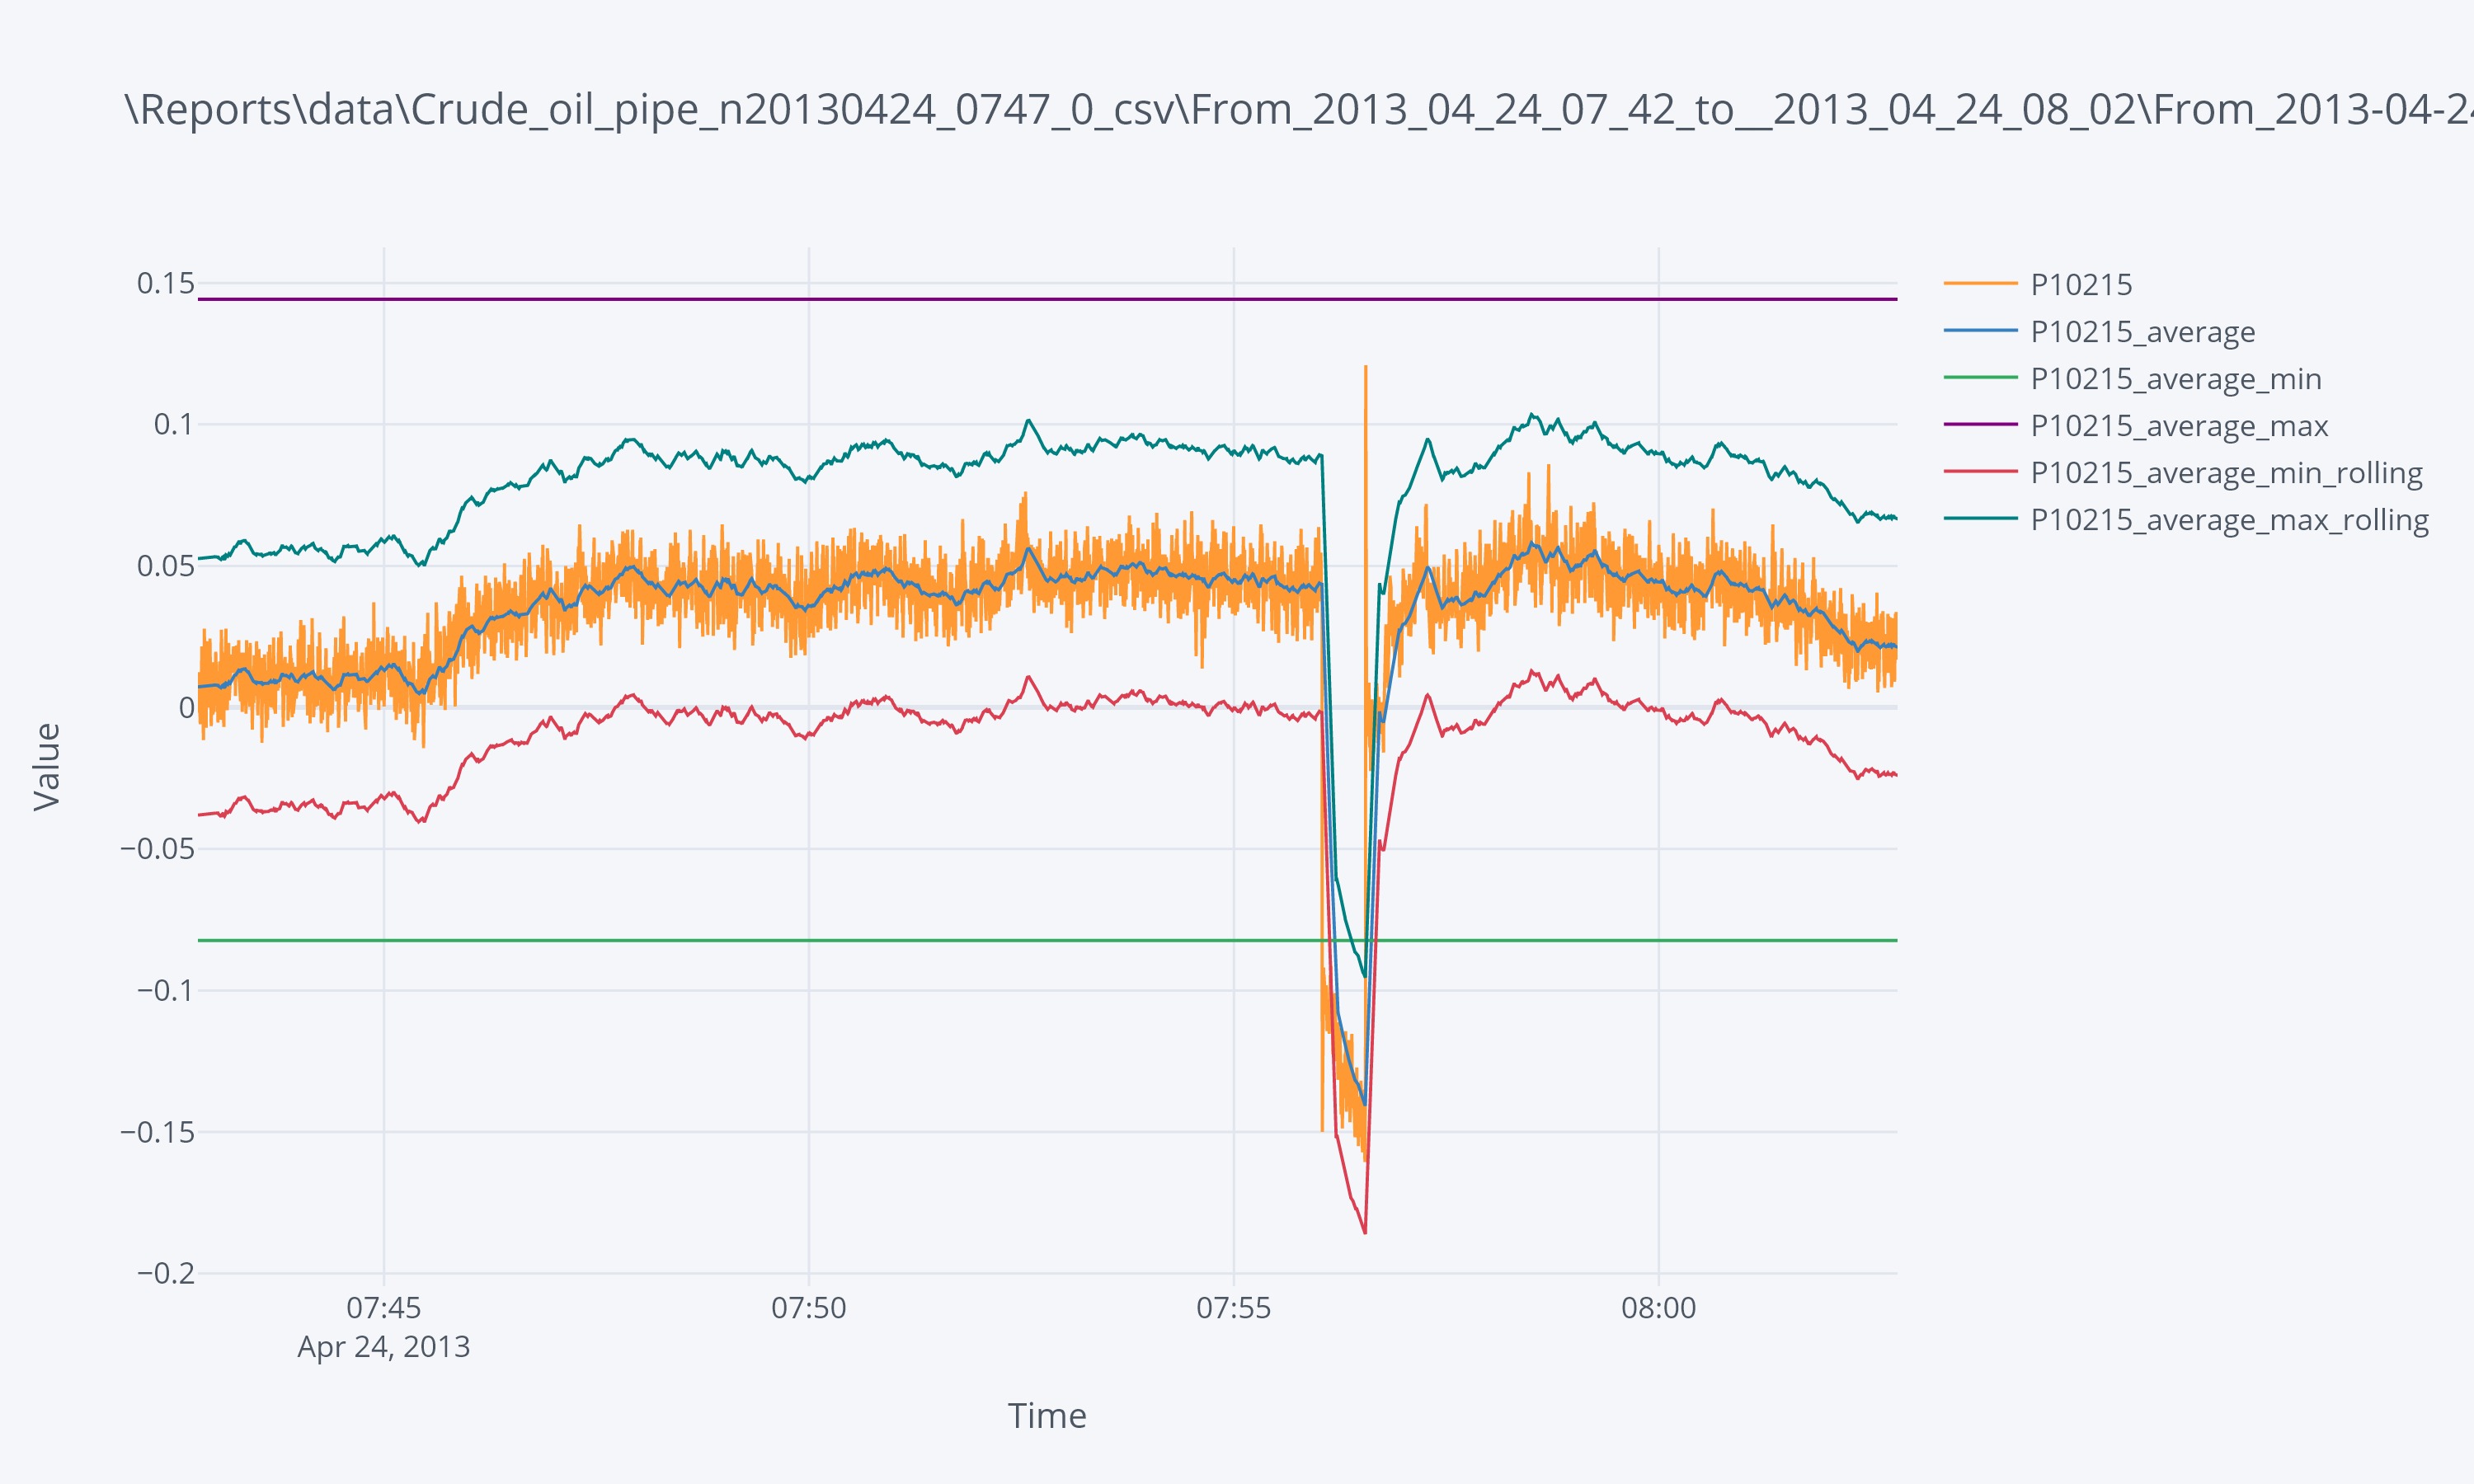 \Reports\data\Crude_oil_pipe_n20130424_0747_0_csv\From_2013_04_24_07_42_to__2013_04_24_08_02\From_2013-04-24
0.15
0.1
0.05
0
−0.05
−0.1
−0.15
−0.2
Value
07:45
Apr 24, 2013
07:50
07:55
08:00
Time
P10215
P10215_average
P10215_average_min
P10215_average_max
P10215_average_min_rolling
P10215_average_max_rolling